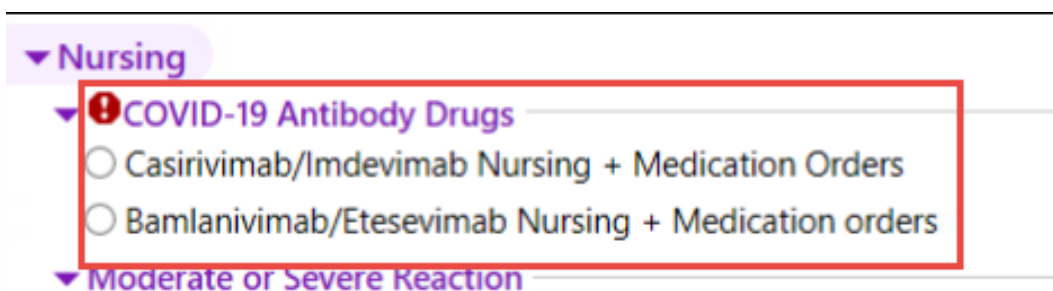 Nursing
COVID-19 Antibody Drugs
Casirivimab/Imdevimab Nursing + Medication Orders
Bamlanivimab/Etesevimab Nursing + Medication orders
Moderate or Severe Reaction